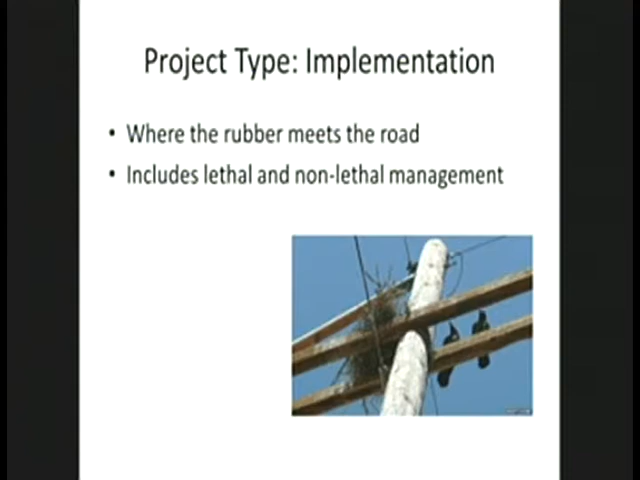 Project Type: Implementation
• Where the rubber meets the road
• Includes lethal and non-lethal management